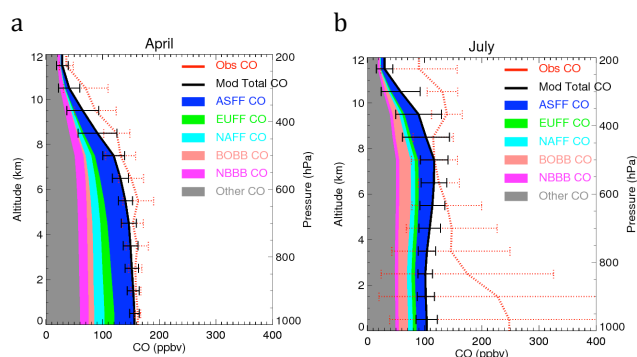 a
April
12
10
8
6
4
2
0
Altitude (km)
0 100 200 300 400
CO (ppbv)
200
400
600
800
1000
Pressure (hPa)
Obs CO
Mod Total CO
ASFF CO
EUFF CO
NAFF CO
BOBB CO
NBBB CO
Other CO
b
July
12
10
8
6
4
2
0
Altitude (km)
0 100 200 300 400
CO (ppbv)
200
400
600
800
1000
Pressure (hPa)
Obs CO
Mod Total CO
ASFF CO
EUFF CO
NAFF CO
BOBB CO
NBBB CO
Other CO